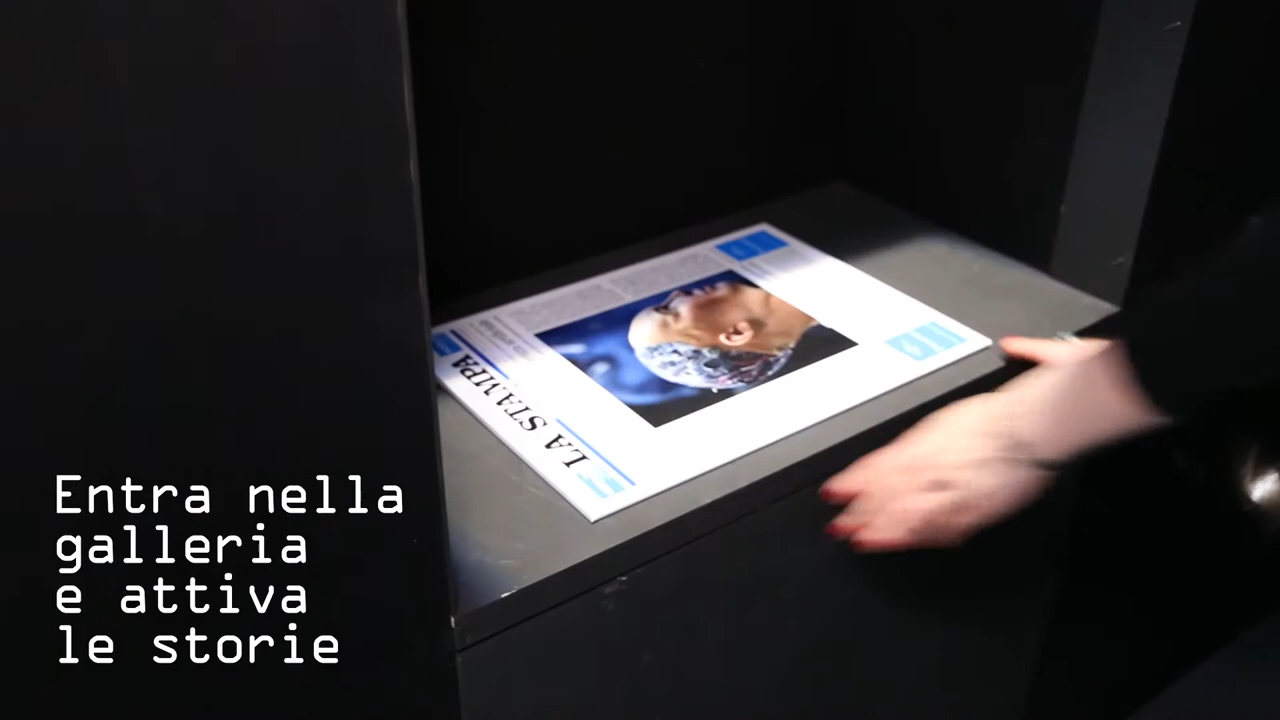 Entra nella
galleria
e attiva
le storie
LA STAMPA